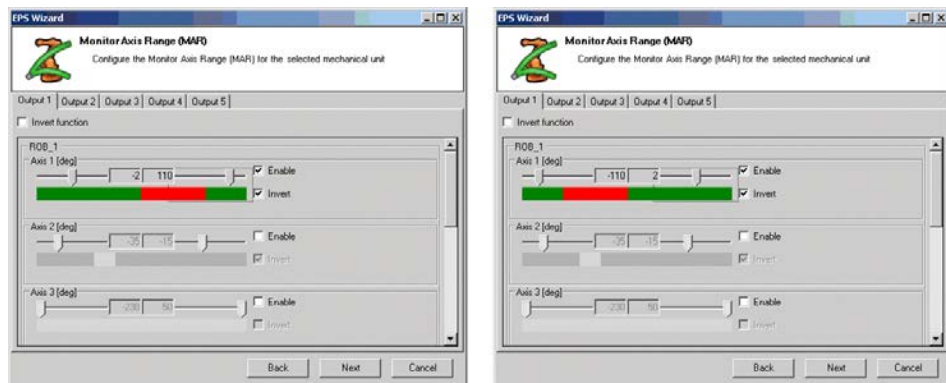 EPS Wizard
Monitor Axis Range (MAR)
Configure the Monitor Axis Range (MAR) for the selected mechanical unit
Output 1 Output 2 Output 3 Output 4 Output 5
Invert function
ROB_1
Axis 1 [deg]
-2 110 Enable
Invert
Axis 2 [deg]
-35 -15 Enable
Invert
Axis 3 [deg]
-230 50 Enable
Invert
Back Next Cancel
EPS Wizard
Monitor Axis Range (MAR)
Configure the Monitor Axis Range (MAR) for the selected mechanical unit
Output 1 Output 2 Output 3 Output 4 Output 5
Invert function
ROB_1
Axis 1 [deg]
-110 2 Enable
Invert
Axis 2 [deg]
-35 -15 Enable
Invert
Axis 3 [deg]
-230 50 Enable
Invert
Back Next Cancel